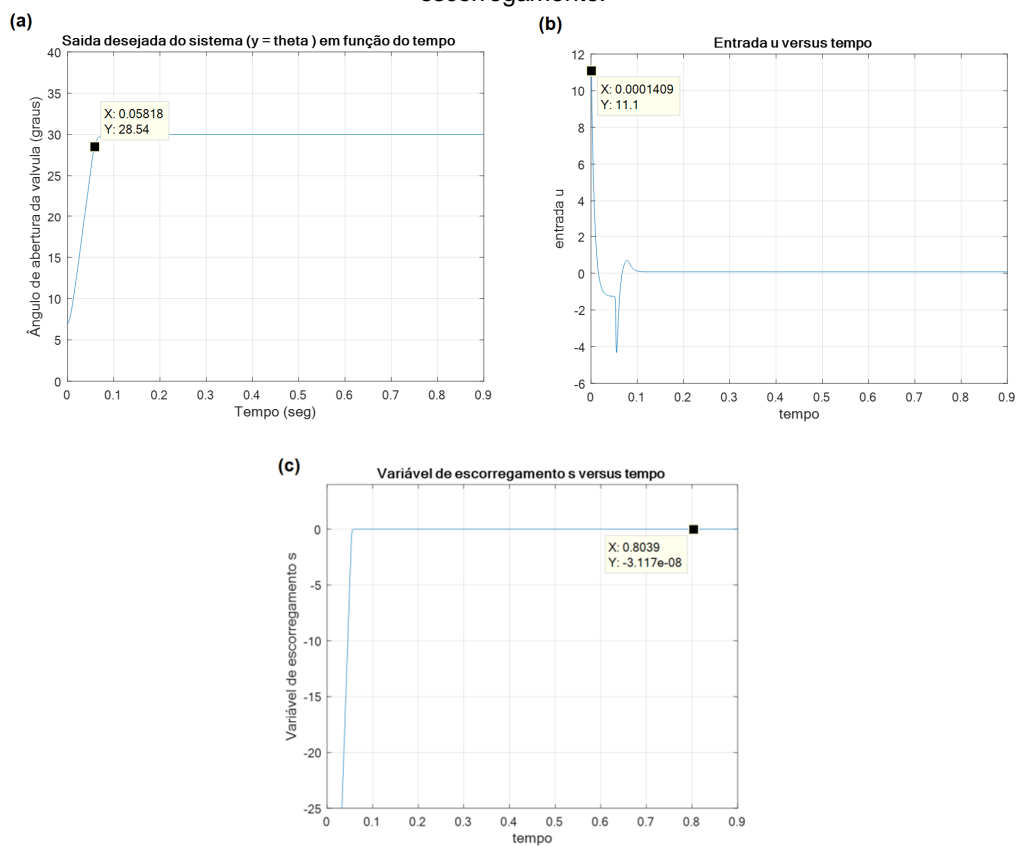 escorregamento.
(a)
Saida desejada do sistema (y = theta ) em função do tempo
40
35
30
25
20
15
10
5
0
Ângulo de abertura da valvula (graus)
X: 0.05818
Y: 28.54
0 0.1 0.2 0.3 0.4 0.5 0.6 0.7 0.8 0.9
Tempo (seg)
(b)
Entrada u versus tempo
12
10
8
6
4
2
0
-2
-4
-6
entrada u
X: 0.0001409
Y: 11.1
0 0.1 0.2 0.3 0.4 0.5 0.6 0.7 0.8 0.9
tempo
(c)
Variável de escorregamento s versus tempo
0
-5
-10
-15
-20
-25
Variável de escorregamento s
X: 0.8039
Y: -3.117e-08
0 0.1 0.2 0.3 0.4 0.5 0.6 0.7 0.8 0.9
tempo